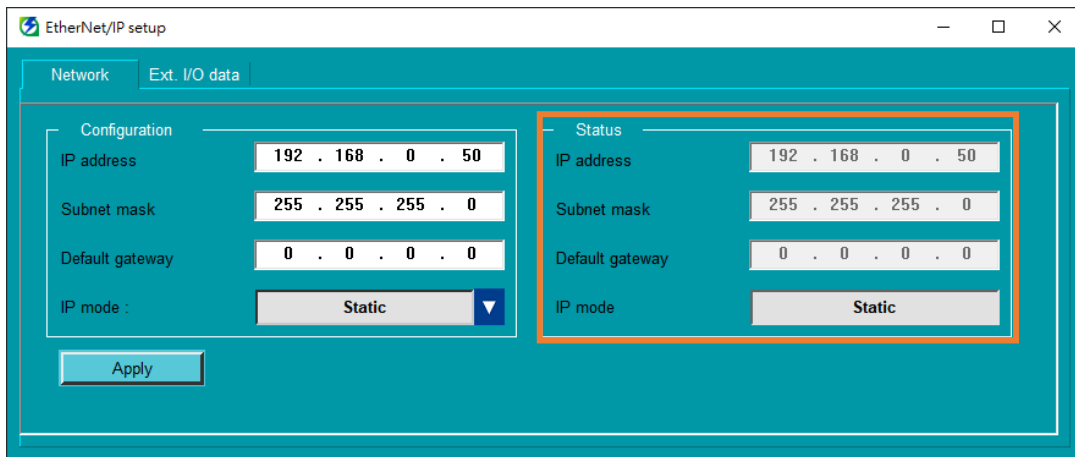 EtherNet/IP setup
Network Ext. I/O data
Configuration
IP address 192 . 168 . 0 . 50
Subnet mask 255 . 255 . 255 . 0
Default gateway 0 . 0 . 0 . 0
IP mode : Static
Apply
Status
IP address 192 . 168 . 0 . 50
Subnet mask 255 . 255 . 255 . 0
Default gateway 0 . 0 . 0 . 0
IP mode Static